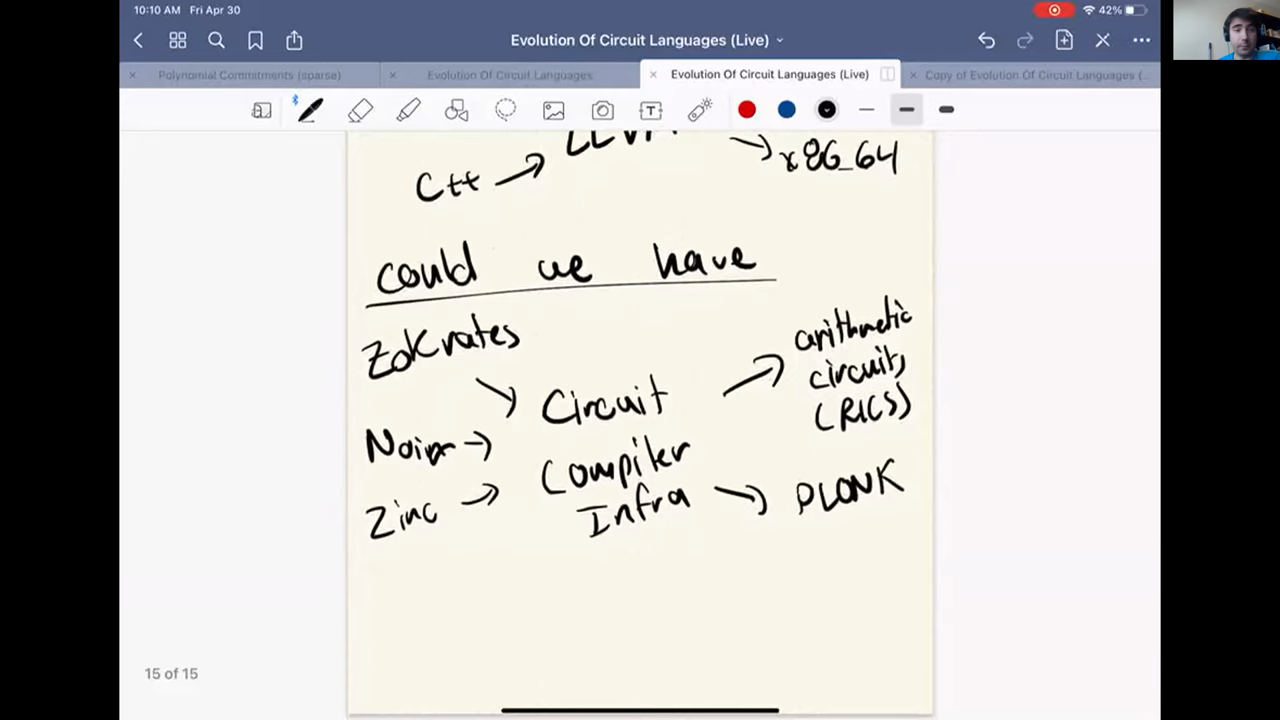 10:10 AM Fri Apr 30
42%
Evolution Of Circuit Languages (Live)
Polynomial Commitments (sparse)
Evolution Of Circuit Languages
Evolution Of Circuit Languages (Live)
Copy of Evolution Of Circuit Languages (...
T
C++ → LLVM → x86_64
could we have
ZoKrates
Noir →
Zinc →
Circuit
Compiler
Infra
→ arithmetic
circuits
(R1CS)
→ PLONK
15 of 15